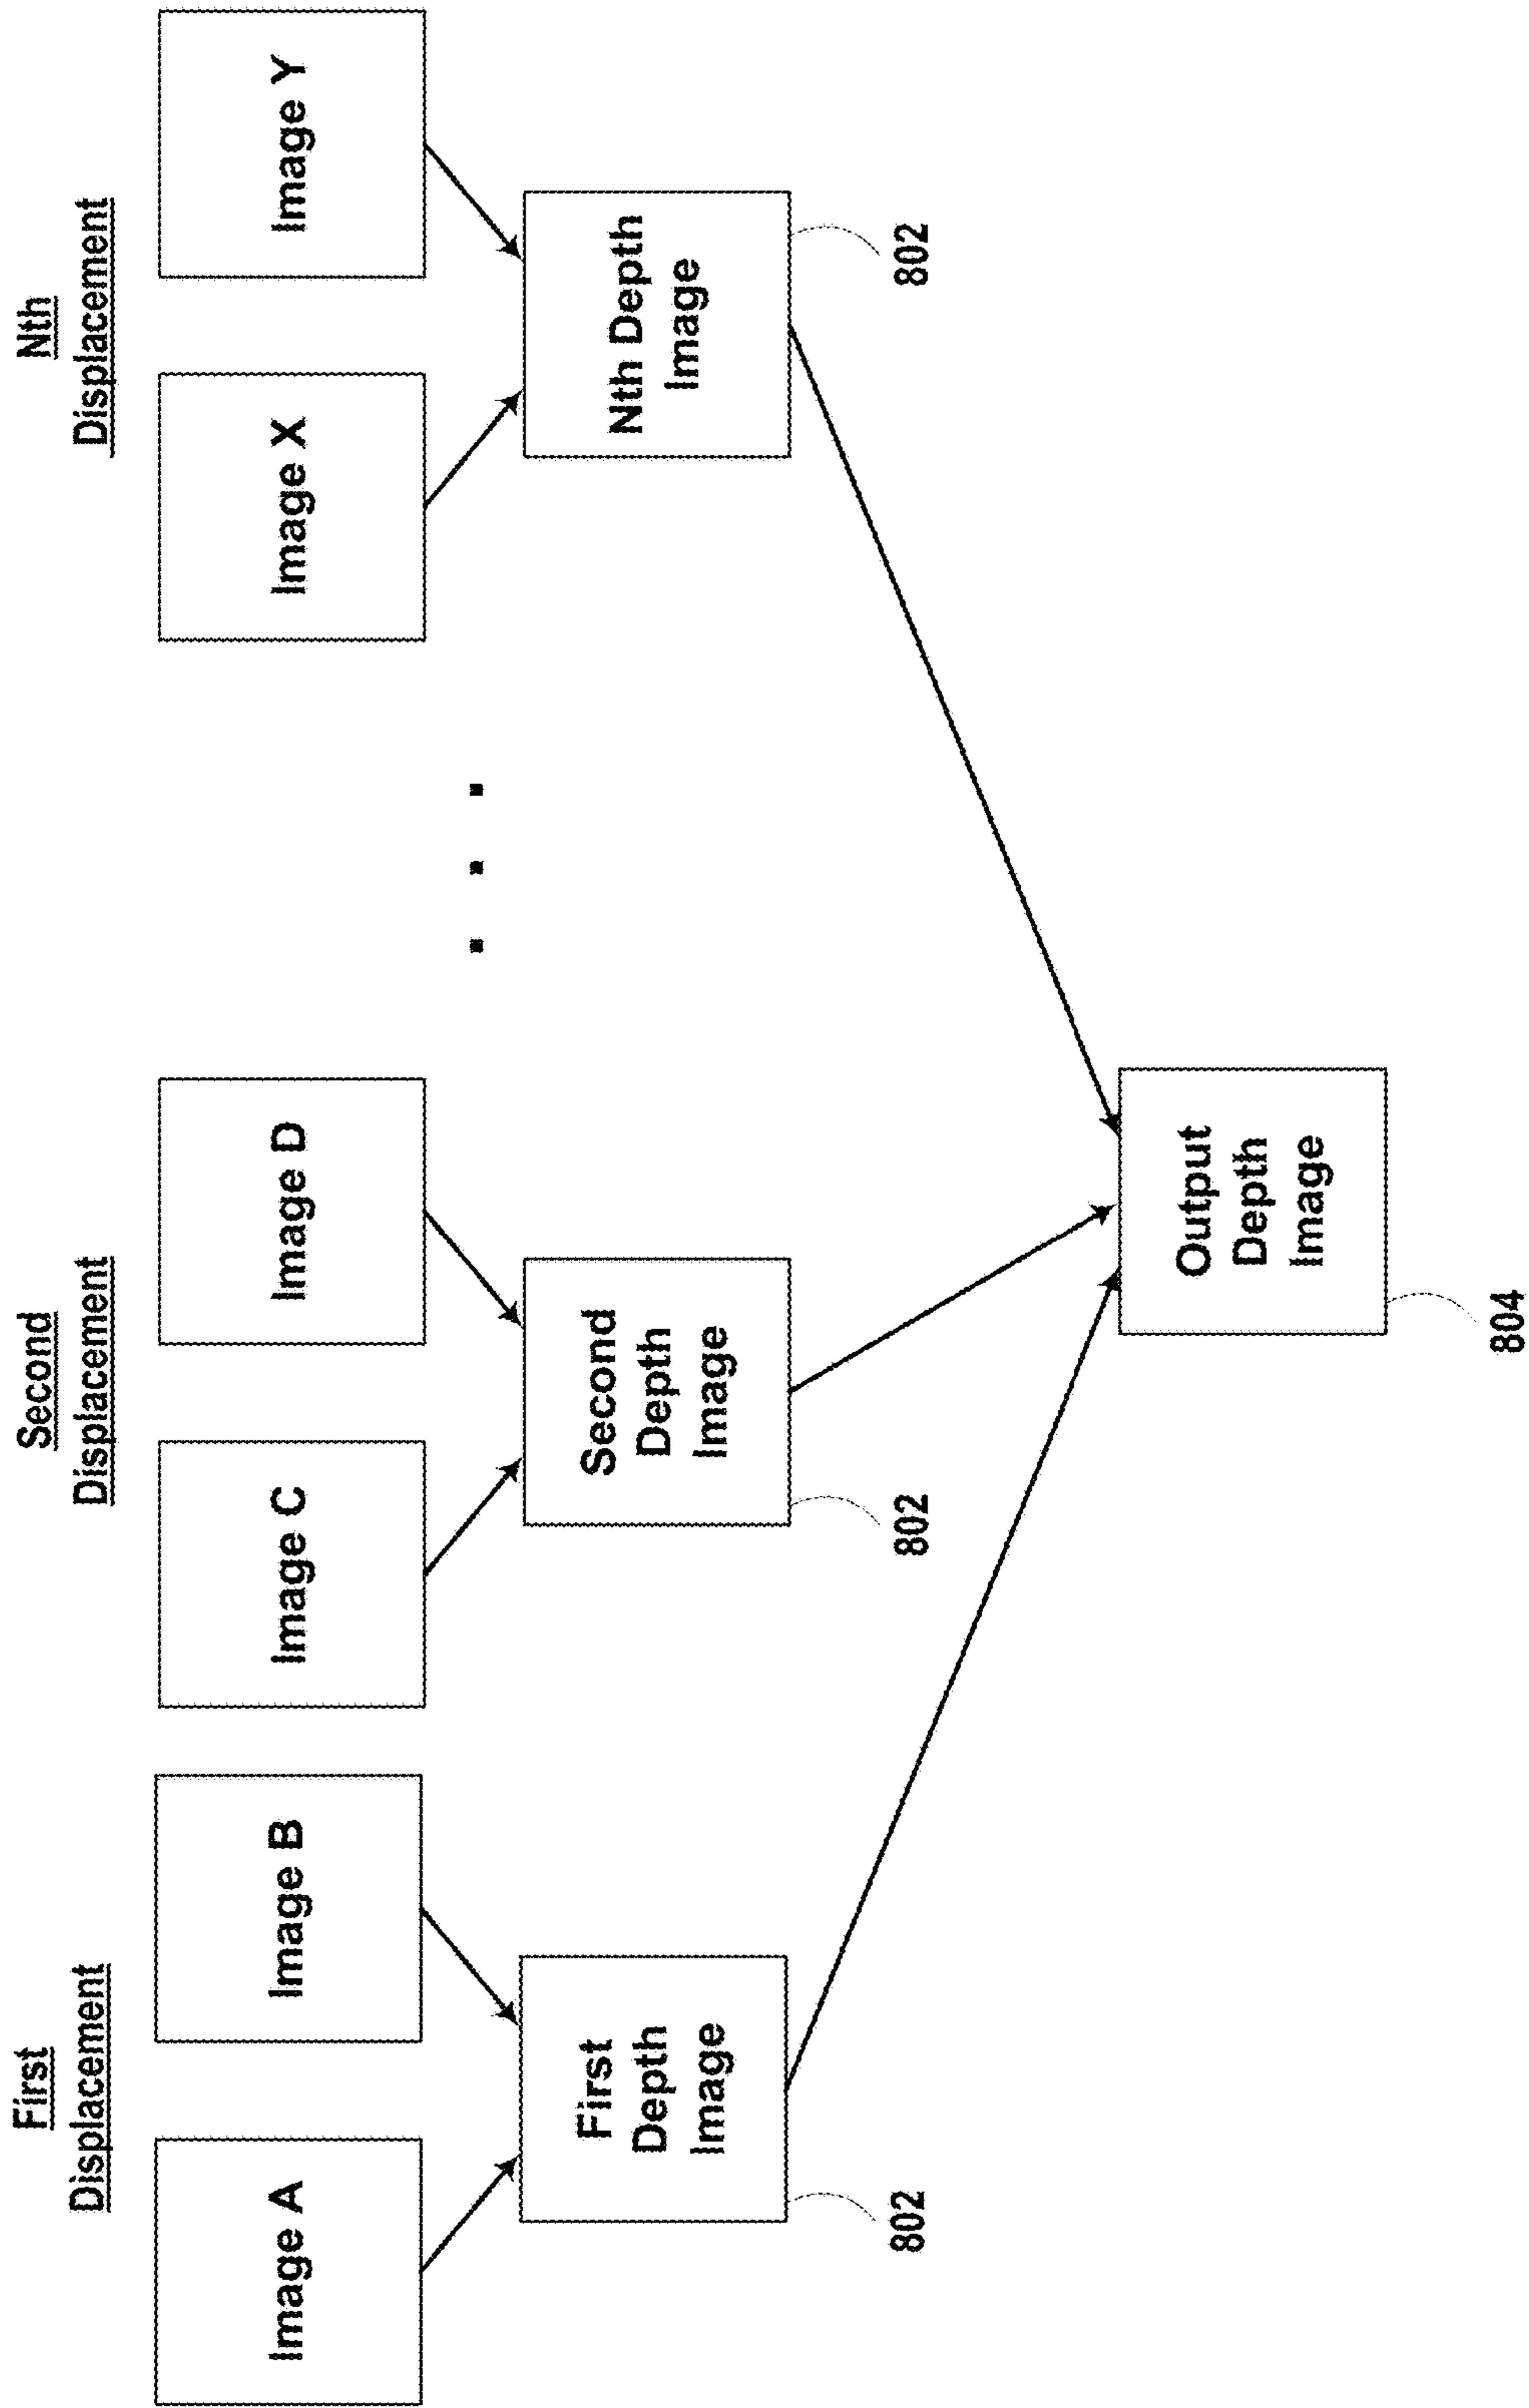 First
Displacement
Second
Displacement
Nth
Displacement
Image A
Image B
Image C
Image D
Image X
Image Y
First
Depth
Image
802
Second
Depth
Image
802
Nth Depth
Image
802
Output
Depth
Image
804